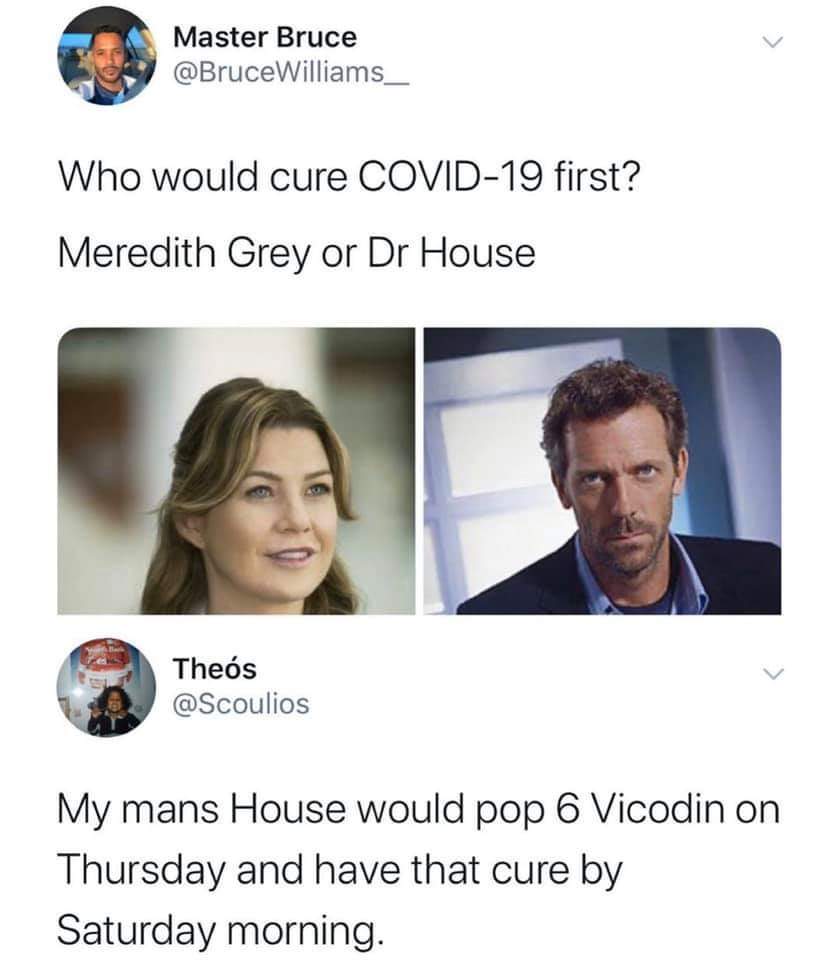 Master Bruce
@BruceWilliams__
Who would cure COVID-19 first?
Meredith Grey or Dr House
Theós
@Scoulios
My mans House would pop 6 Vicodin on
Thursday and have that cure by
Saturday morning.